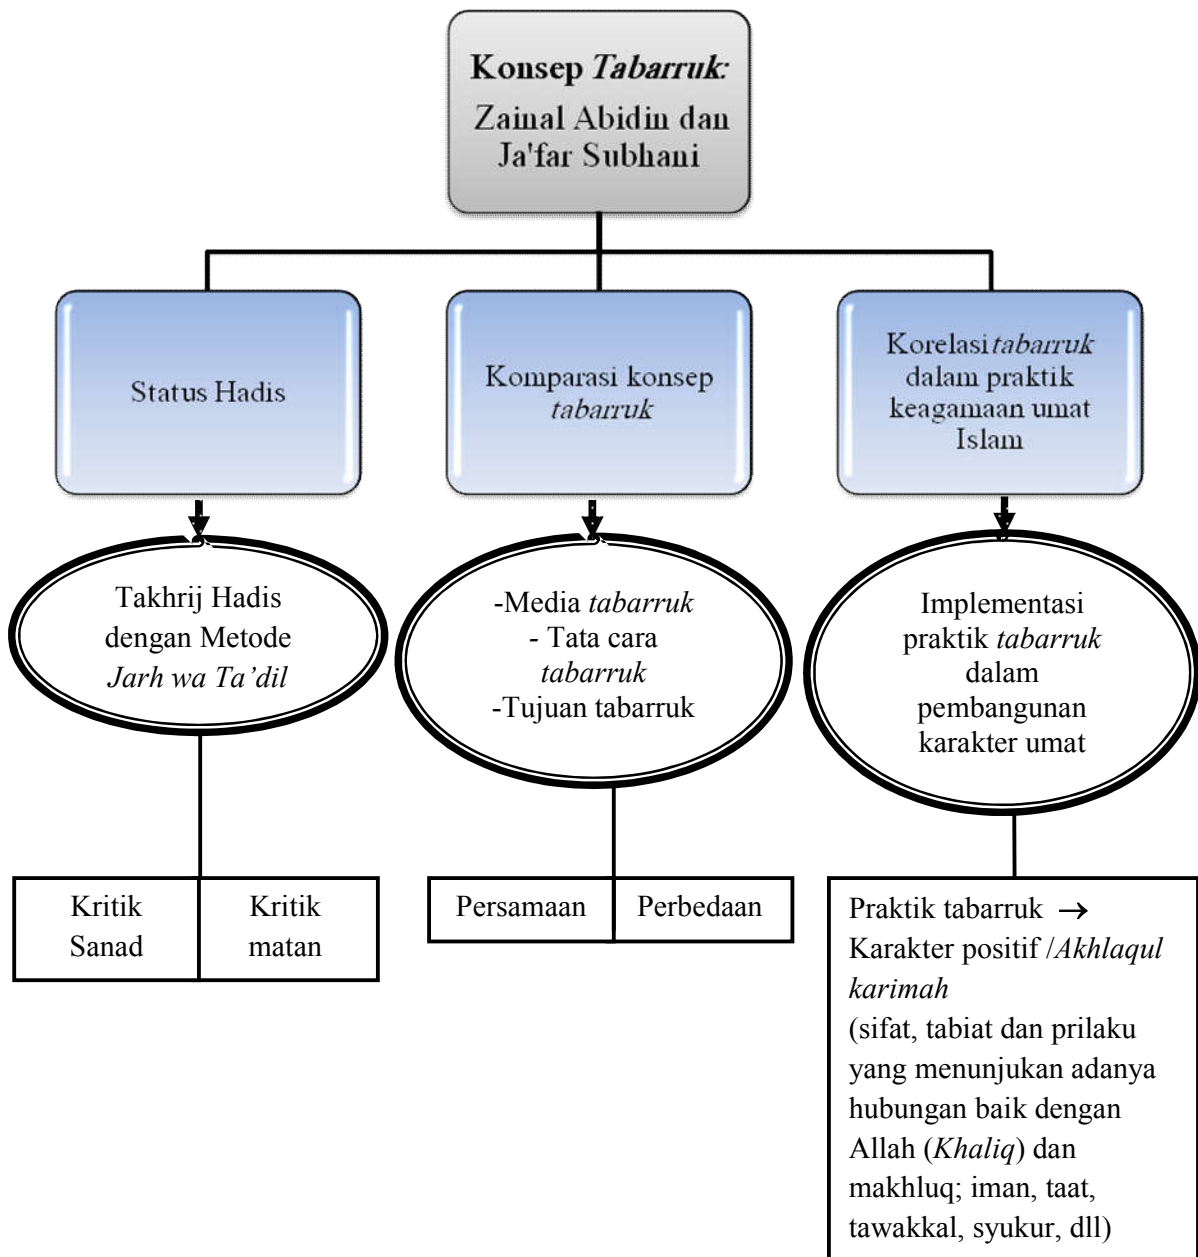 Konsep Tabarruk:
Zainal Abidin dan
Ja'far Subhani
Status Hadis
Komparasi konsep
tabarruk
Korelasi tabarruk
dalam praktik
keagamaan umat
Islam
Takhrij Hadis
dengan Metode
Jarh wa Ta’dil
-Media tabarruk
- Tata cara
tabarruk
-Tujuan tabarruk
Implementasi
praktik tabarruk
dalam
pembangunan
karakter umat
Kritik
Sanad
Kritik
matan
Persamaan
Perbedaan
Praktik tabarruk →
Karakter positif /Akhlaqul
karimah
(sifat, tabiat dan prilaku
yang menunjukan adanya
hubungan baik dengan
Allah (Khaliq) dan
makhluq; iman, taat,
tawakkal, syukur, dll)